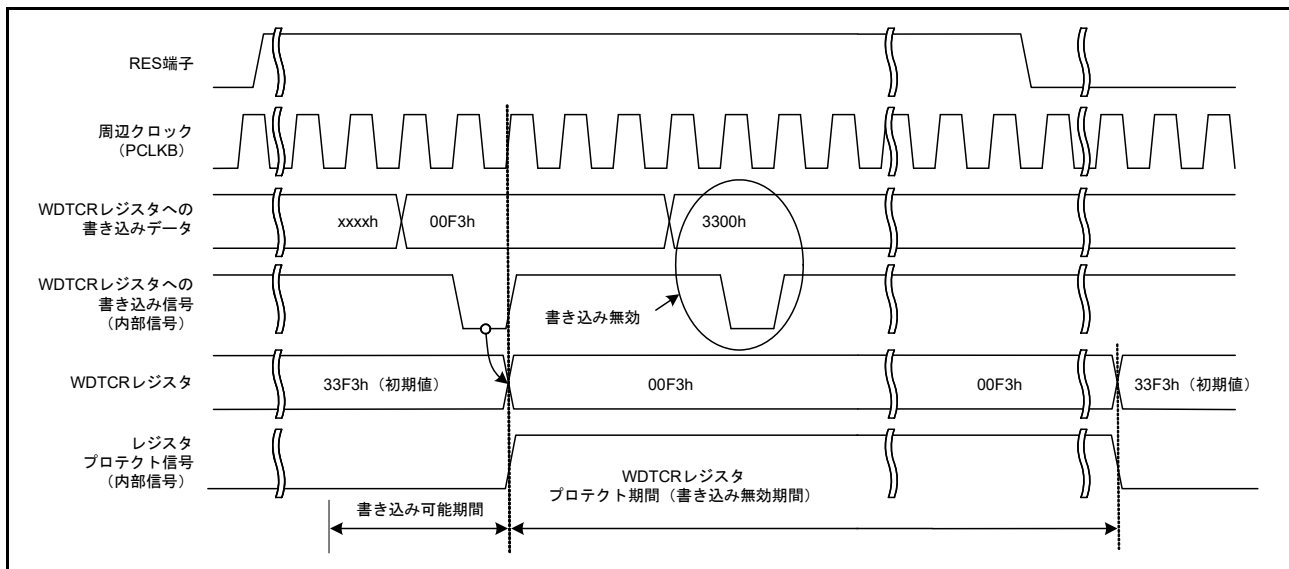 RES端子
周辺クロック
（PCLKB）
WDTCRレジスタへの
書き込みデータ
xxxxh
00F3h
3300h
WDTCRレジスタへの
書き込み信号
（内部信号）
書き込み無効
WDTCRレジスタ
33F3h（初期値）
00F3h
00F3h
33F3h（初期値）
レジスタ
プロテクト信号
（内部信号）
WDTCRレジスタ
プロテクト期間（書き込み無効期間）
書き込み可能期間